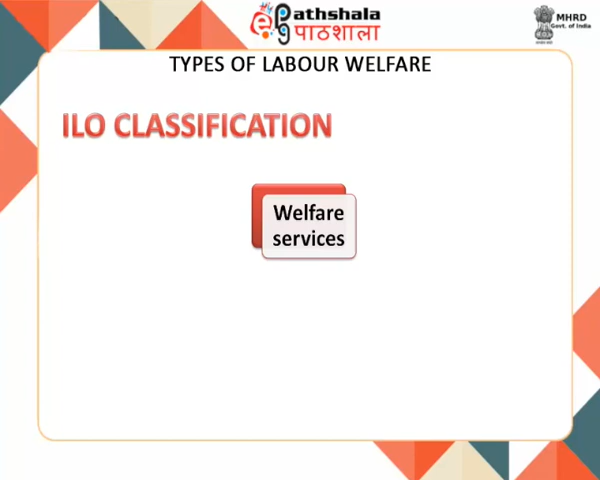 Pathshala
पाठशाला
MHRD
Govt. of India
TYPES OF LABOUR WELFARE
ILO CLASSIFICATION
Welfare
services